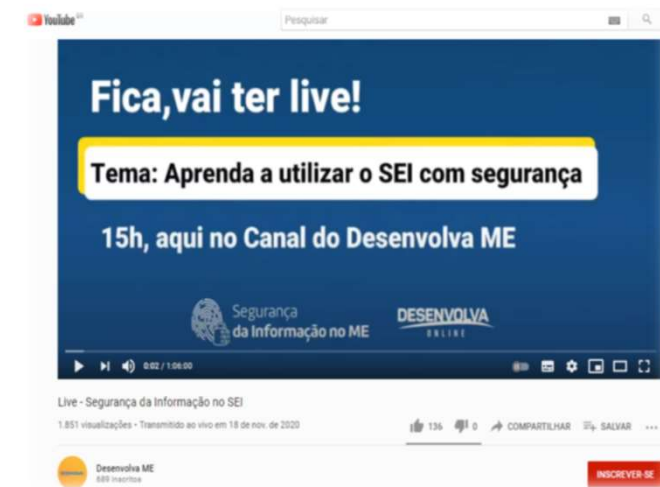 YouTube BR
Pesquisar
Fica,vai ter live!
Tema: Aprenda a utilizar o SEI com segurança
15h, aqui no Canal do Desenvolva ME
Segurança
da Informação no ME
DESENVOLVA
ONLINE
0:02 / 1:06:00
Live - Segurança da Informação no SEI
1.851 visualizações • Transmitido ao vivo em 18 de nov. de 2020
136 0 COMPARTILHAR SALVAR ...
Desenvolva ME
689 inscritos
INSCREVER-SE